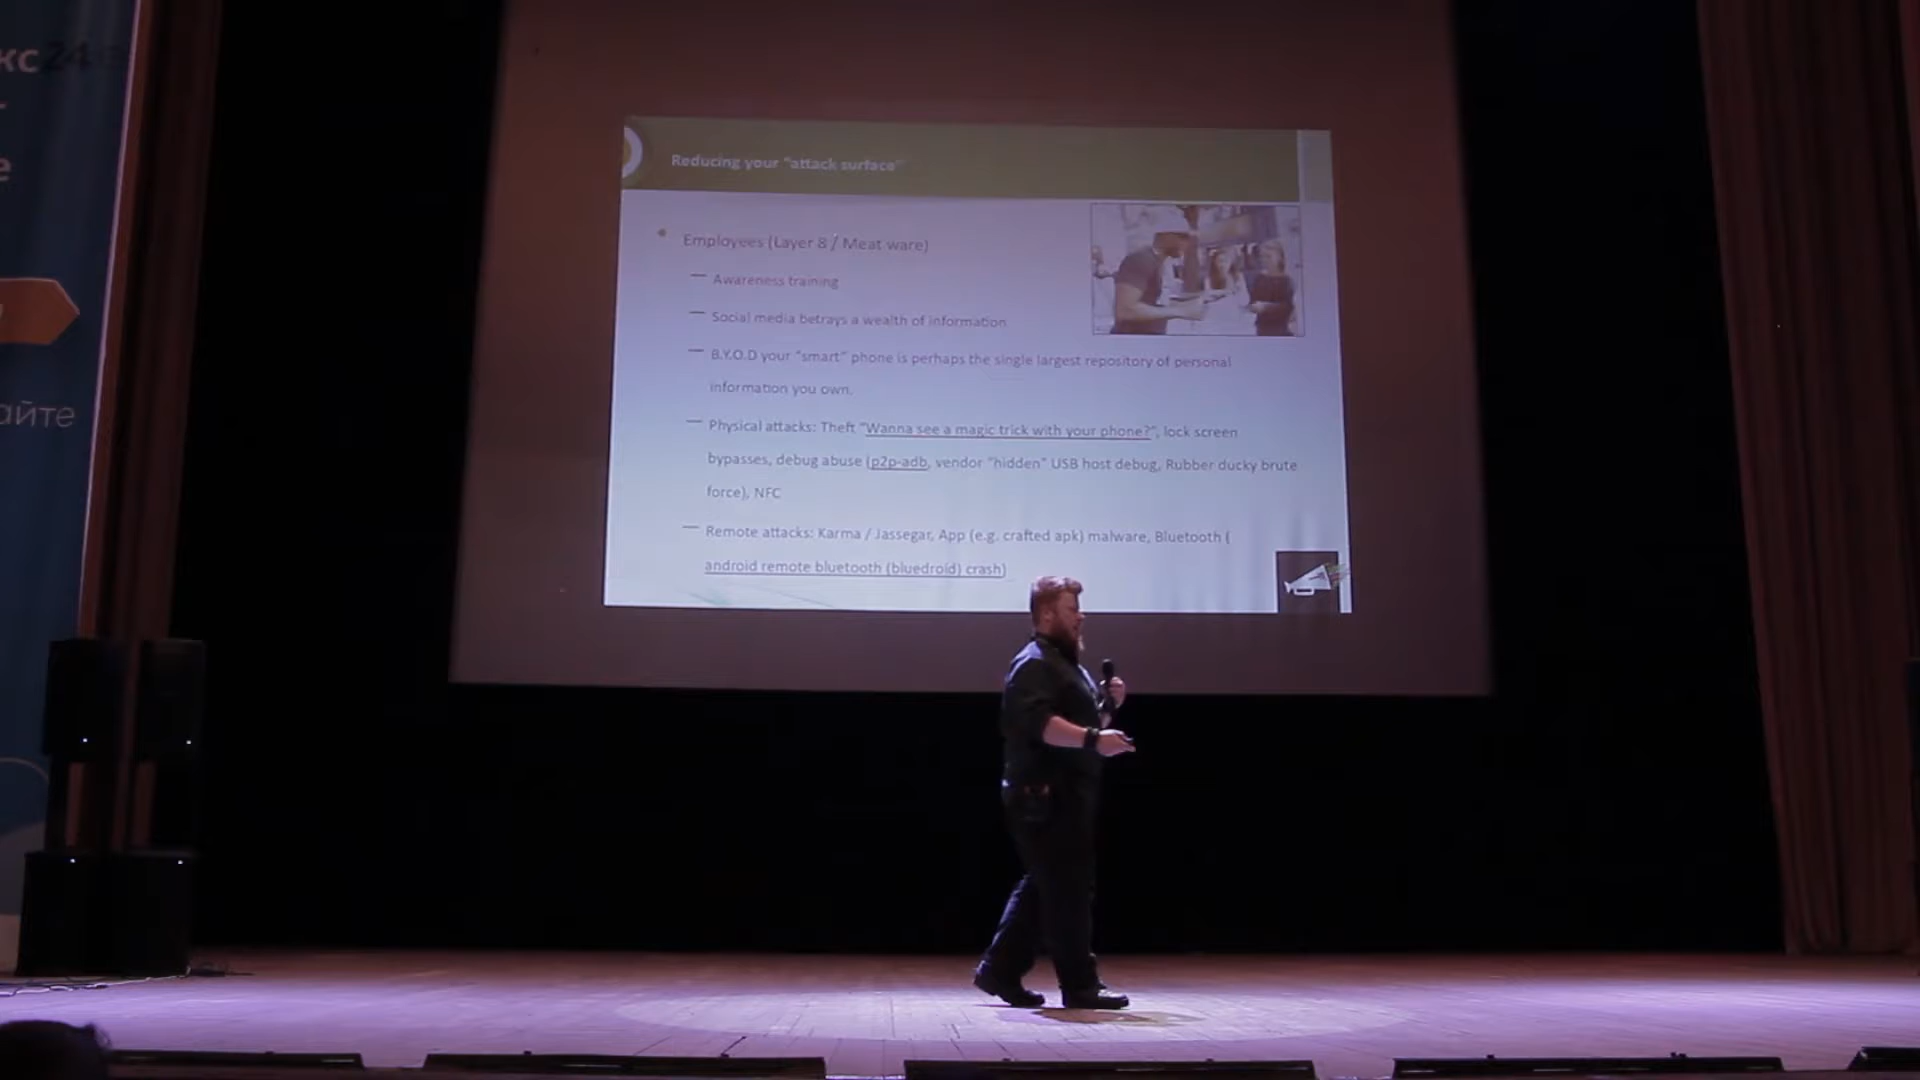 кс24
е
айте
Reducing your "attack surface"
Employees (Layer 8 / Meat ware)
— Awareness training
— Social media betrays a wealth of information
— B.Y.O.D your "smart" phone is perhaps the single largest repository of personal
information you own.
— Physical attacks: Theft "Wanna see a magic trick with your phone?", lock screen
bypasses, debug abuse (p2p-adb, vendor "hidden" USB host debug, Rubber ducky brute
force), NFC
— Remote attacks: Karma / Jassegar, App (e.g. crafted apk) malware, Bluetooth (
android remote bluetooth (bluedroid) crash)